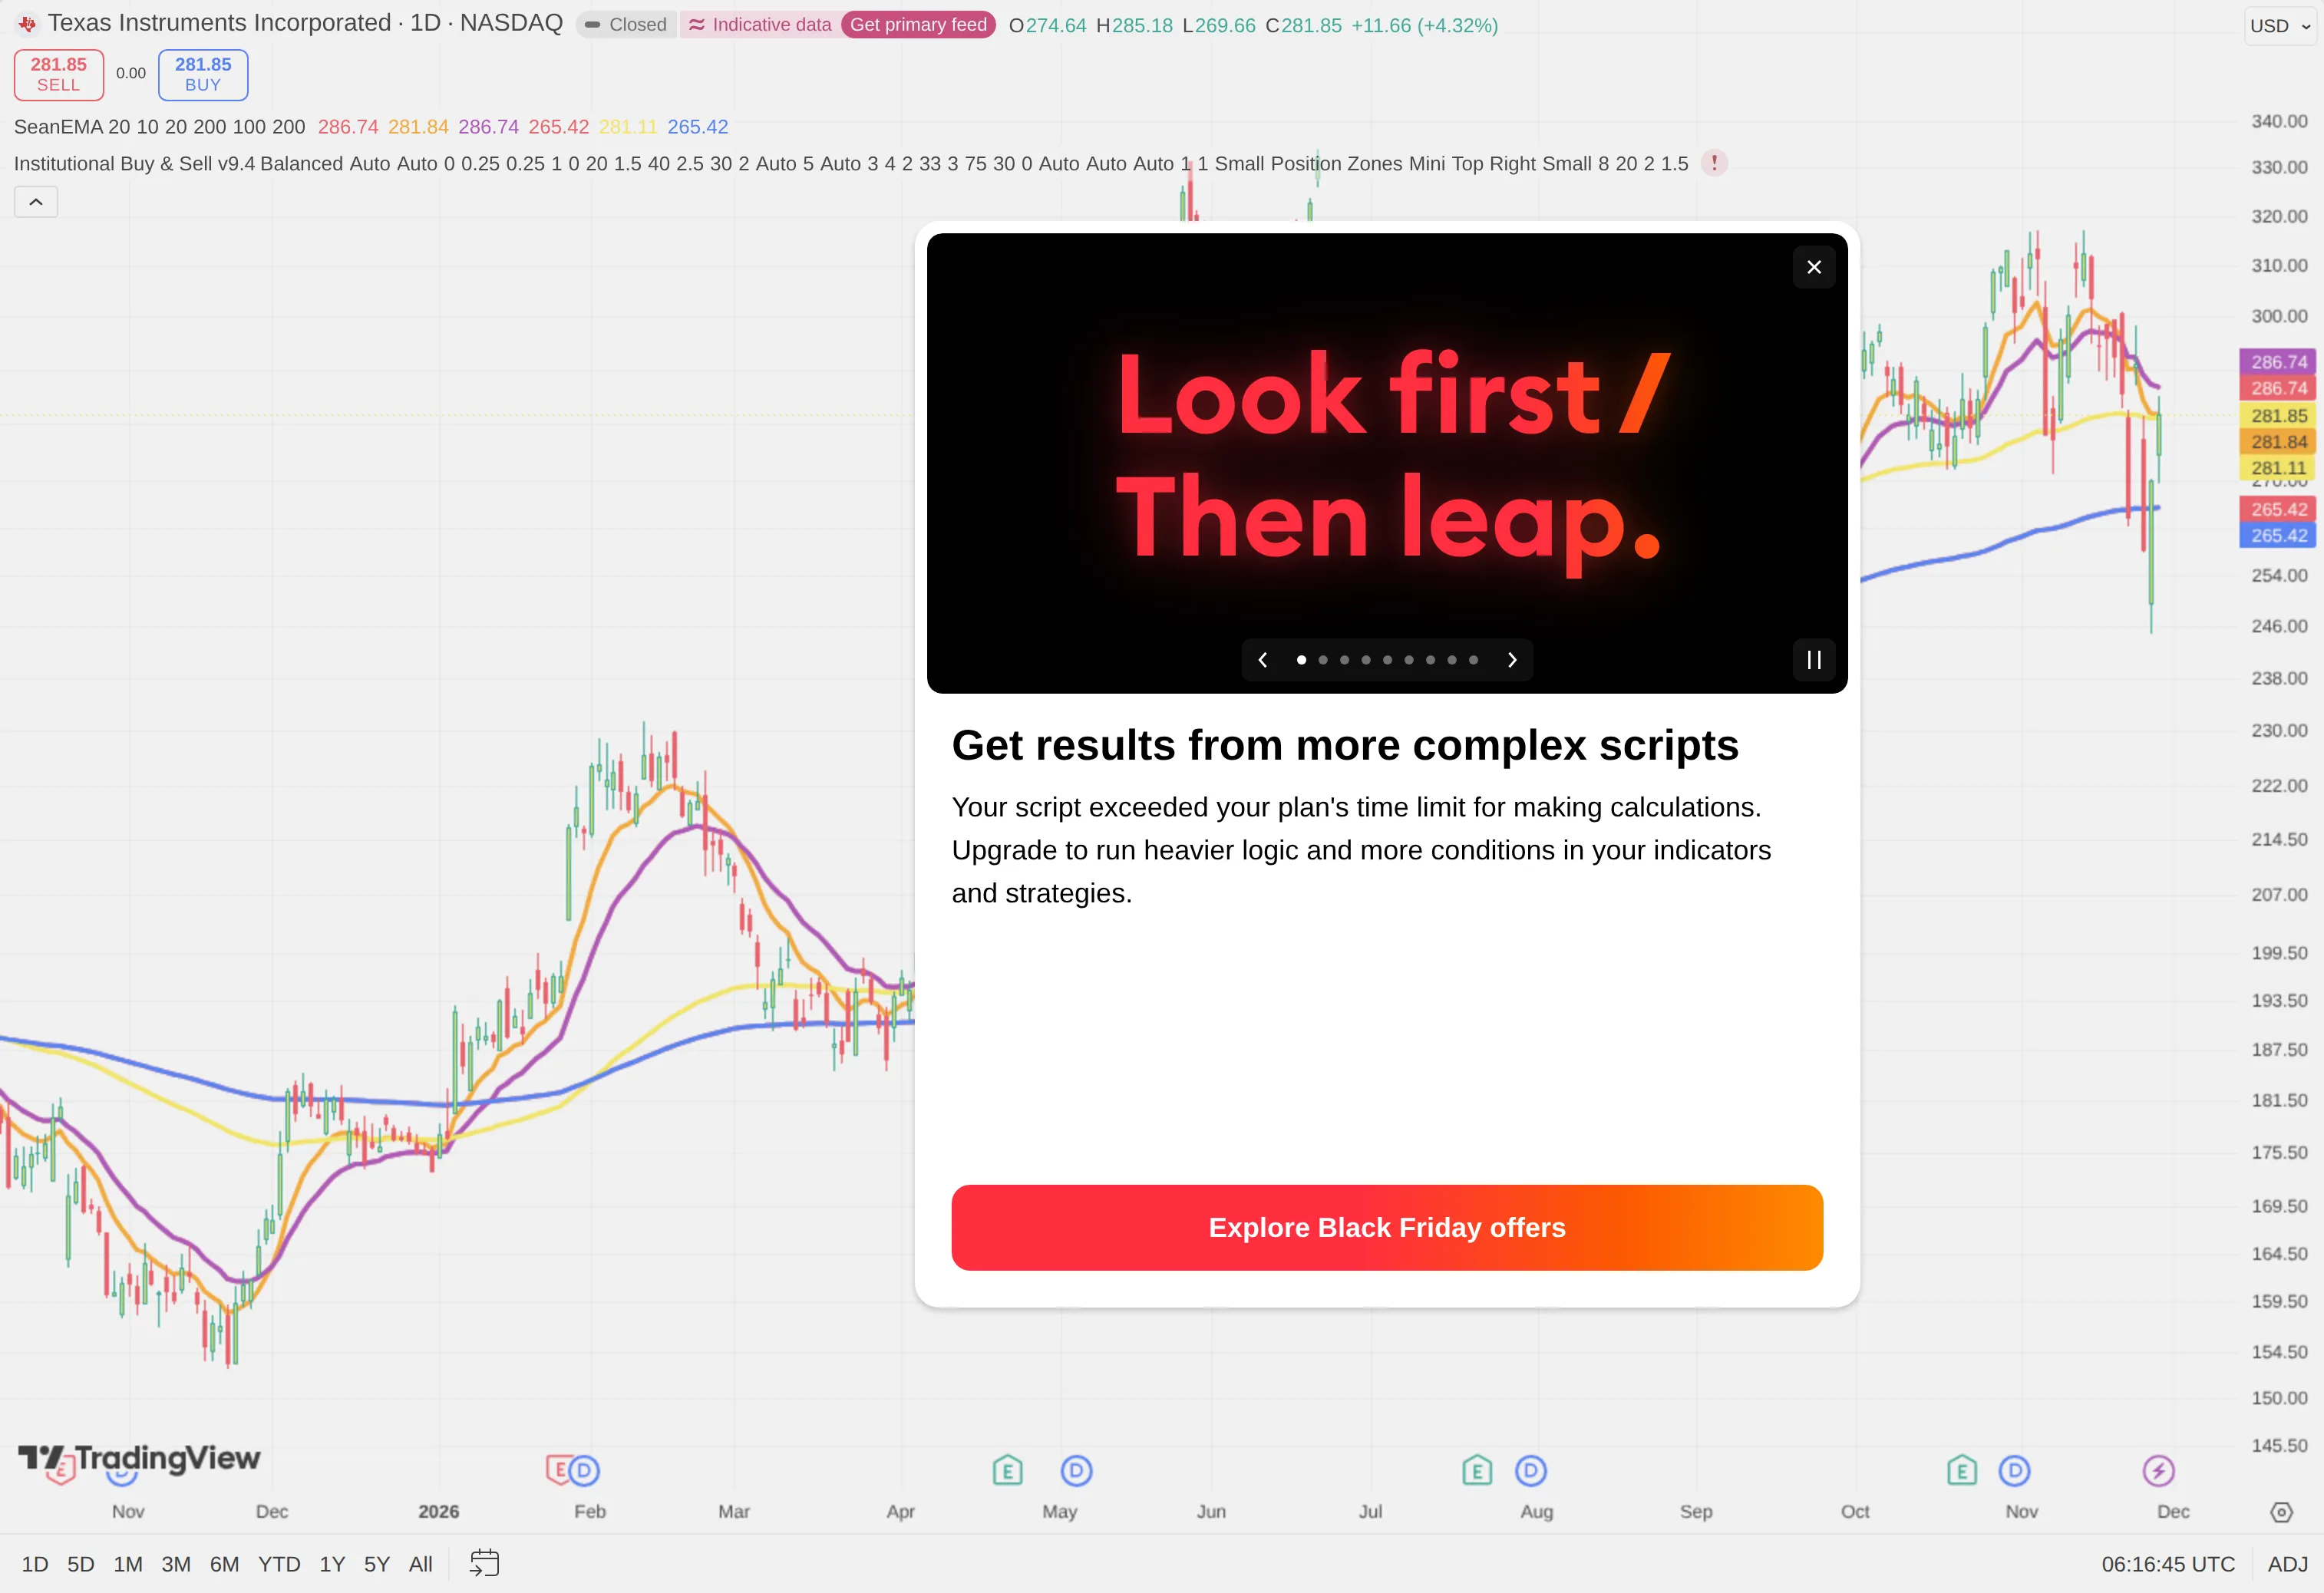 Texas Instruments Incorporated · 1D · NASDAQ Closed Indicative data Get primary feed O274.64 H285.18 L269.66 C281.85 +11.66 (+4.32%)
USD
281.85 SELL
0.00
281.85 BUY
SeanEMA 20 10 20 200 100 200 286.74 281.84 286.74 265.42 281.11 265.42
Institutional Buy & Sell v9.4 Balanced Auto Auto 0 0.25 0.25 1 0 20 1.5 40 2.5 30 2 Auto 5 Auto 3 4 2 33 3 75 30 0 Auto Auto Auto 1 1 Small Position Zones Mini Top Right Small 8 20 2 1.5
Look first /
Then leap.
Get results from more complex scripts
Your script exceeded your plan's time limit for making calculations.
Upgrade to run heavier logic and more conditions in your indicators
and strategies.
Explore Black Friday offers
340.00
330.00
320.00
310.00
300.00
286.74
286.74
281.85
281.84
281.11
270.00
265.42
265.42
254.00
246.00
238.00
230.00
222.00
214.50
207.00
199.50
193.50
187.50
181.50
175.50
169.50
164.50
159.50
154.50
150.00
145.50
TradingView
E D E D E D E D E D
Nov Dec 2026 Feb Mar Apr May Jun Jul Aug Sep Oct Nov Dec
1D 5D 1M 3M 6M YTD 1Y 5Y All
06:16:45 UTC ADJ